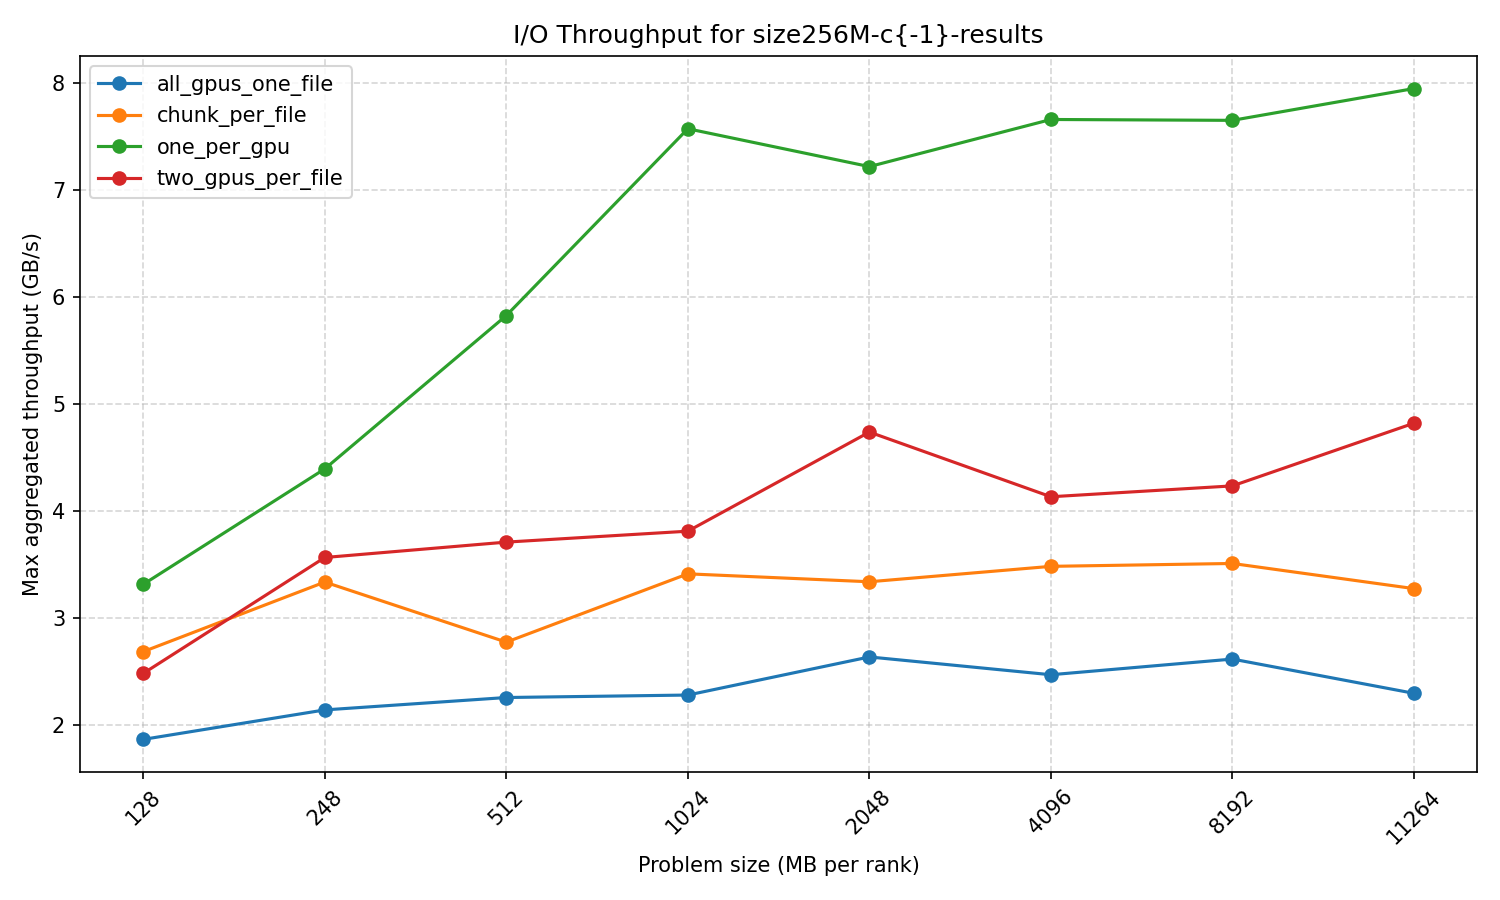 I/O Throughput for size256M-c{-1}-results
all_gpus_one_file
chunk_per_file
one_per_gpu
two_gpus_per_file
Max aggregated throughput (GB/s)
8
7
6
5
4
3
2
128
248
512
1024
2048
4096
8192
11264
Problem size (MB per rank)